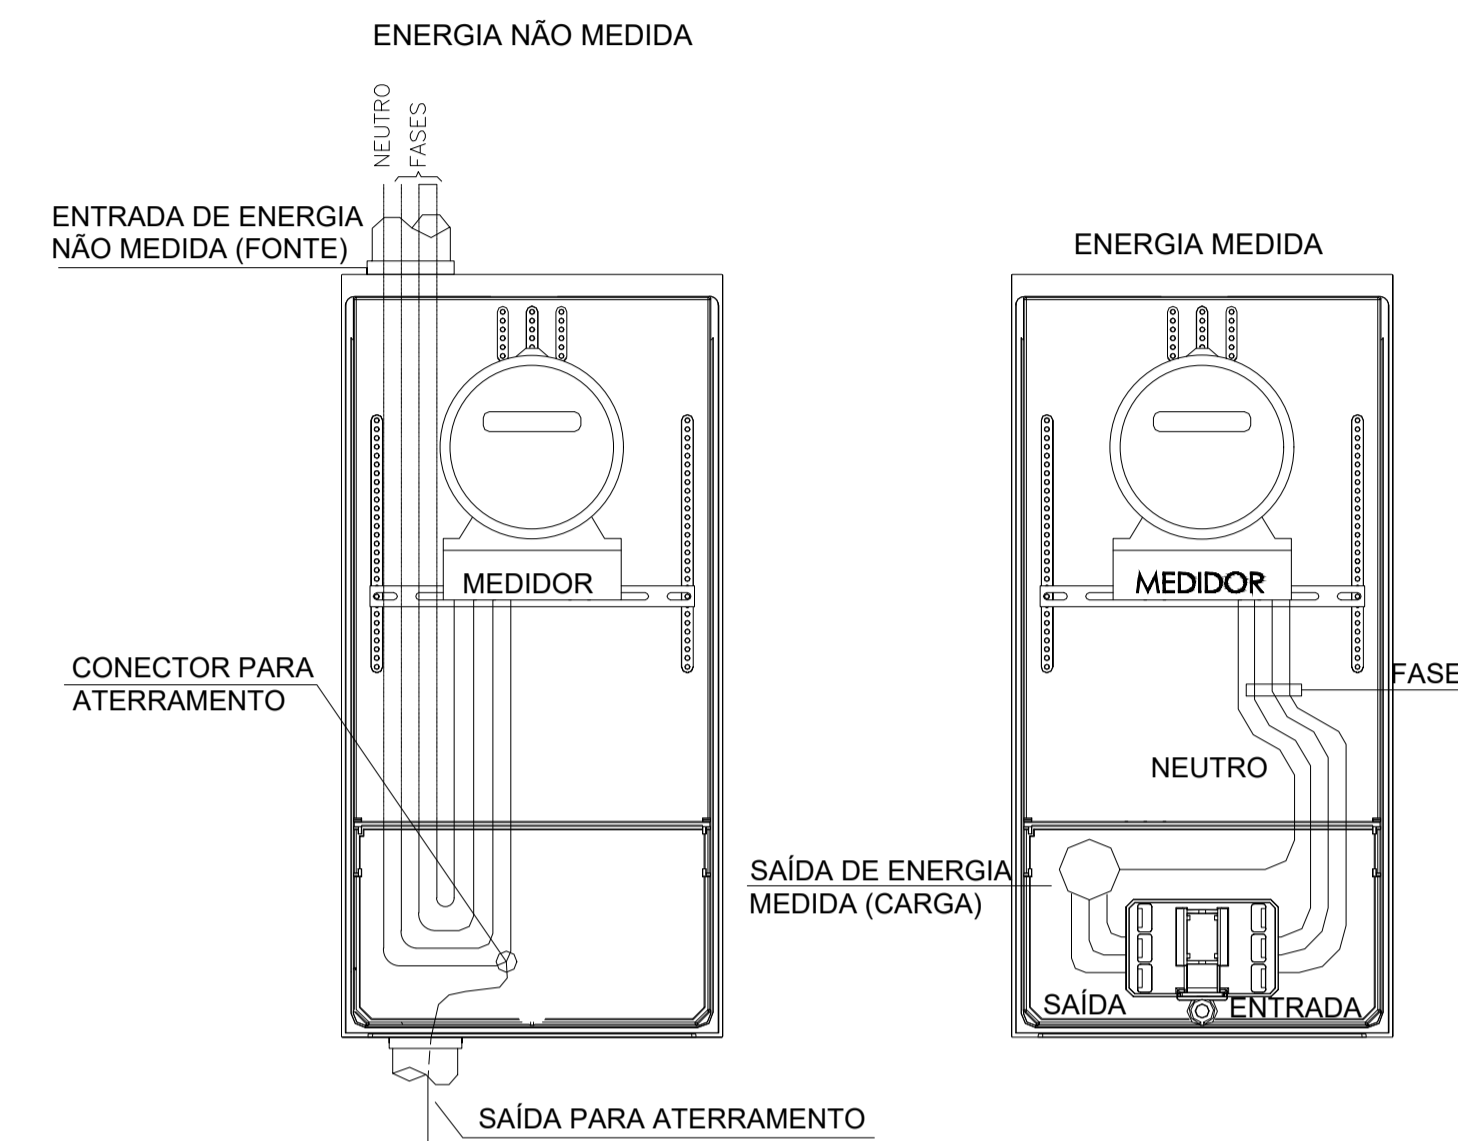 ENERGIA NÃO MEDIDA
NEUTRO
FASES
ENTRADA DE ENERGIA
NÃO MEDIDA (FONTE)
ENERGIA MEDIDA
MEDIDOR
MEDIDOR
CONECTOR PARA
ATERRAMENTO
FASE
NEUTRO
SAÍDA DE ENERGIA
MEDIDA (CARGA)
SAÍDA
ENTRADA
SAÍDA PARA ATERRAMENTO